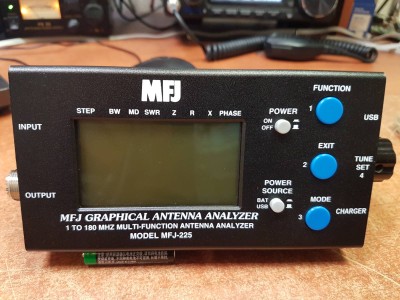 MFJ
STEP BW MD SWR Z R X PHASE
INPUT
OUTPUT
POWER
ON
OFF
POWER
SOURCE
BAT
USB
FUNCTION
1
USB
EXIT
2
TUNE
SET
4
MODE
3
CHARGER
MFJ GRAPHICAL ANTENNA ANALYZER
1 TO 180 MHZ MULTI-FUNCTION ANTENNA ANALYZER
MODEL MFJ-225